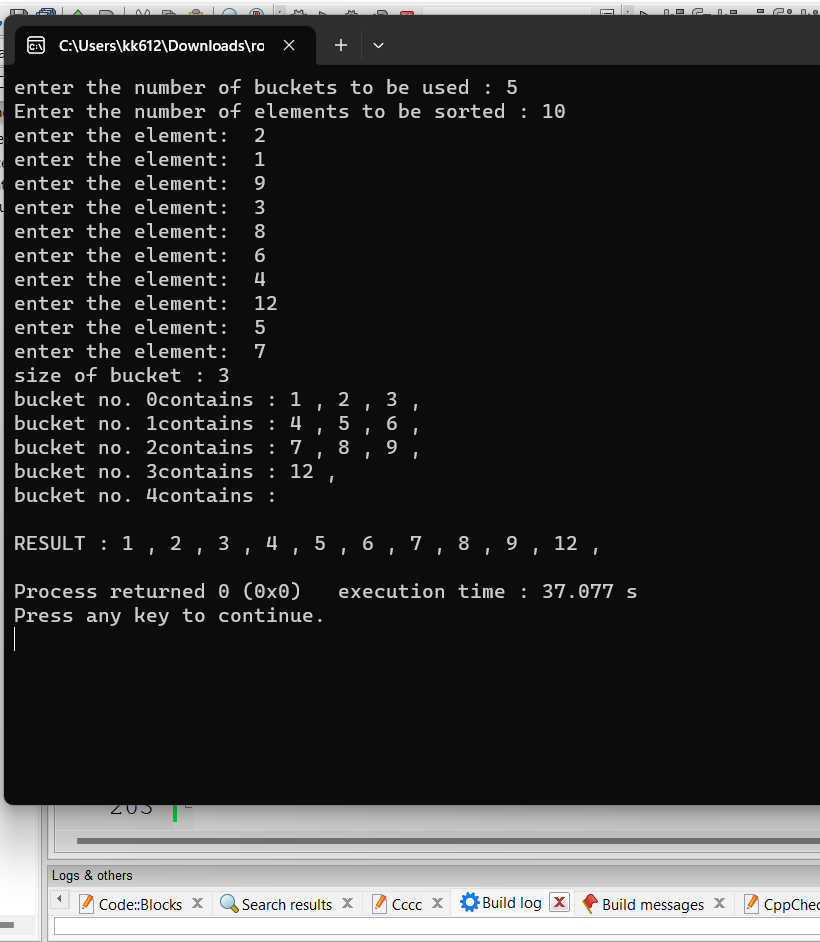 C:\Users\kk612\Downloads\ro
enter the number of buckets to be used : 5
Enter the number of elements to be sorted : 10
enter the element:  2
enter the element:  1
enter the element:  9
enter the element:  3
enter the element:  8
enter the element:  6
enter the element:  4
enter the element:  12
enter the element:  5
enter the element:  7
size of bucket : 3
bucket no. 0contains : 1 , 2 , 3 ,
bucket no. 1contains : 4 , 5 , 6 ,
bucket no. 2contains : 7 , 8 , 9 ,
bucket no. 3contains : 12 ,
bucket no. 4contains :
RESULT : 1 , 2 , 3 , 4 , 5 , 6 , 7 , 8 , 9 , 12 ,
Process returned 0 (0x0)   execution time : 37.077 s
Press any key to continue.
203
Logs & others
Code::Blocks Search results Cccc Build log Build messages CppChec